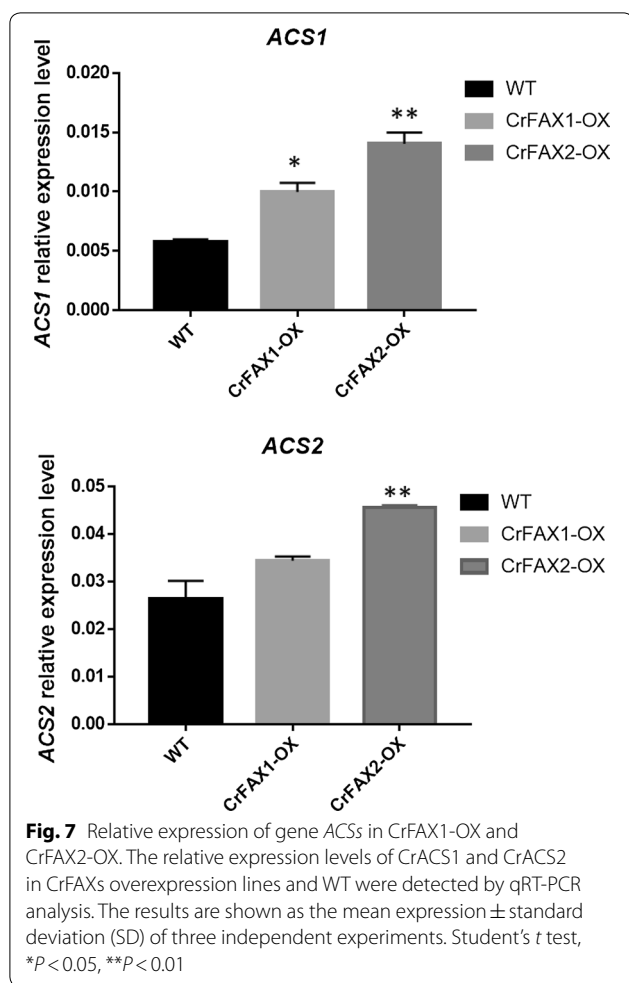 ACS1
ACS1 relative expression level
0.020
0.015
0.010
0.005
0.000
*
**
WT
CrFAX1-OX
CrFAX2-OX
WT
CrFAX1-OX
CrFAX2-OX
ACS2
ACS2 relative expression level
0.05
0.04
0.03
0.02
0.01
0.00
**
WT
CrFAX1-OX
CrFAX2-OX
WT
CrFAX1-OX
CrFAX2-OX
Fig. 7 Relative expression of gene ACSs in CrFAX1-OX and
CrFAX2-OX. The relative expression levels of CrACS1 and CrACS2
in CrFAXs overexpression lines and WT were detected by qRT-PCR
analysis. The results are shown as the mean expression ± standard
deviation (SD) of three independent experiments. Student's t test,
*P < 0.05, **P < 0.01